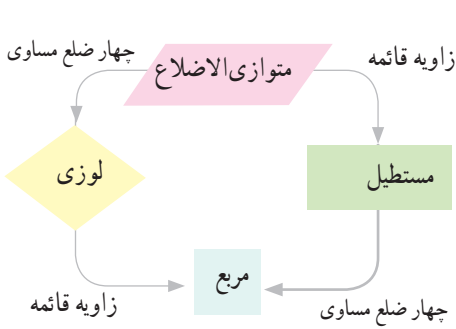 زاویه قائمه
متوازی‌الاضلاع
چهار ضلع مساوی
مستطیل
لوزی
مربع
چهار ضلع مساوی
زاویه قائمه